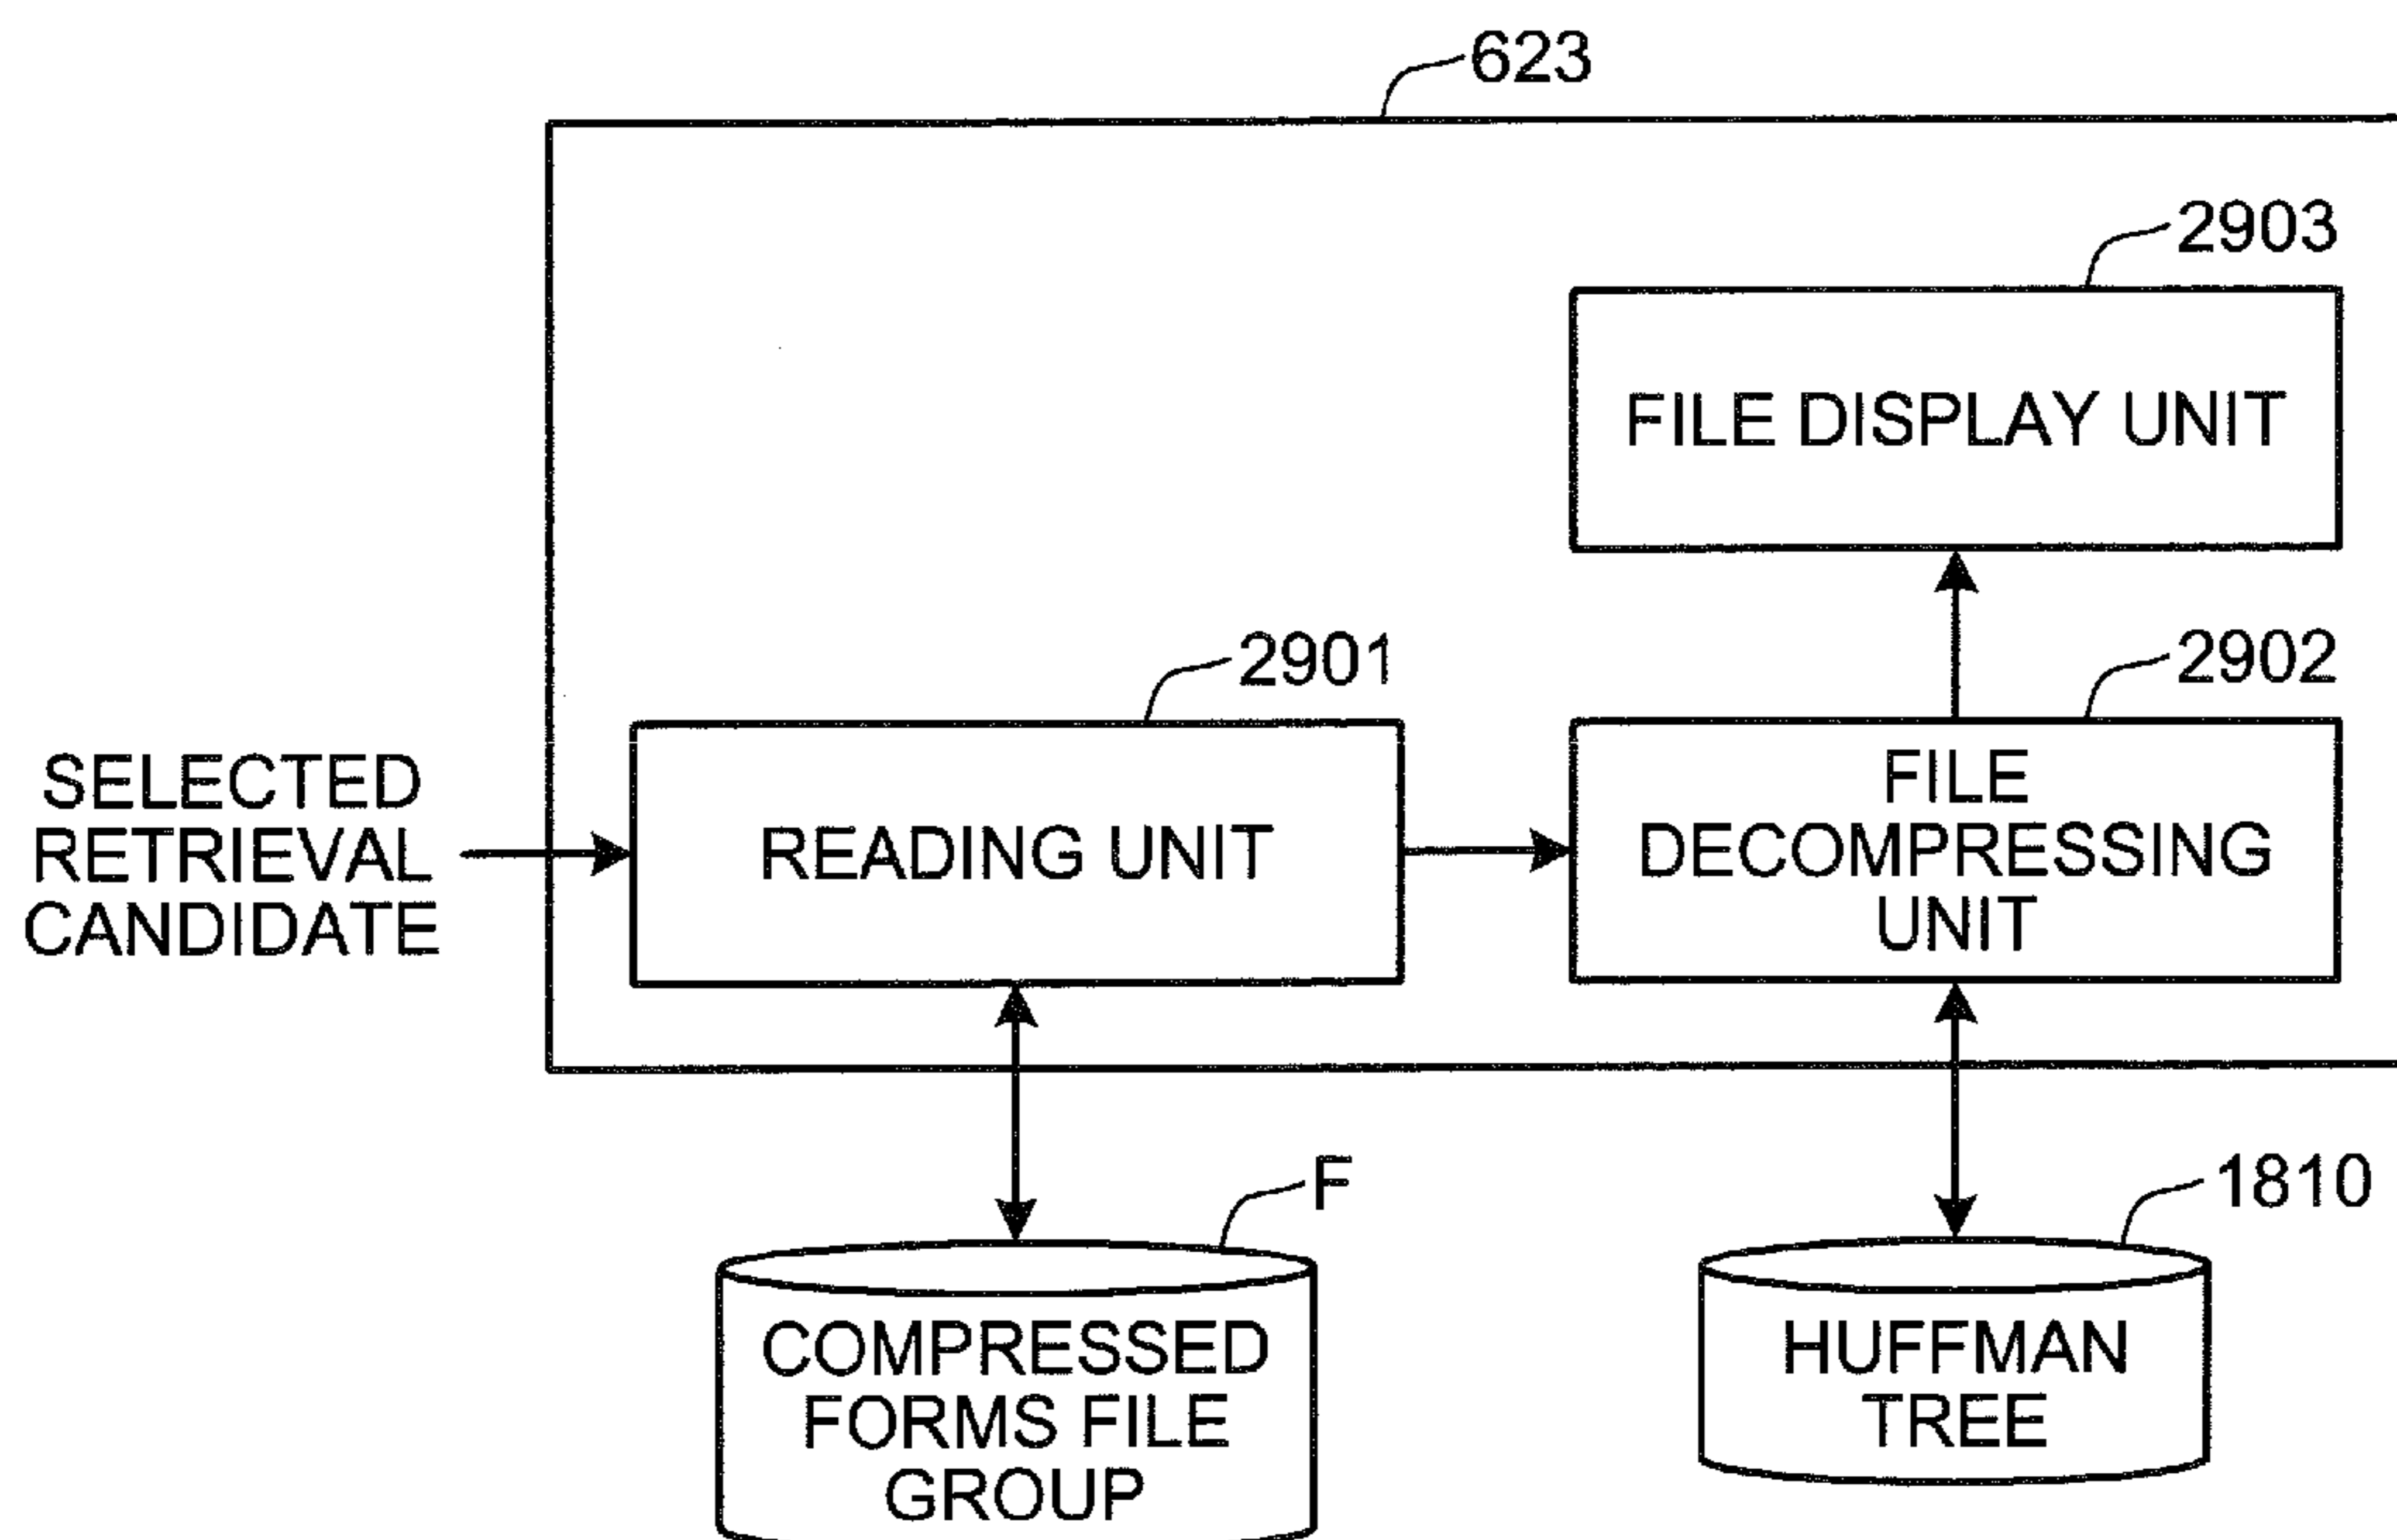 623
2903
FILE DISPLAY UNIT
2901
2902
SELECTED
RETRIEVAL
CANDIDATE
READING UNIT
FILE
DECOMPRESSING
UNIT
F
1810
COMPRESSED
FORMS FILE
GROUP
HUFFMAN
TREE